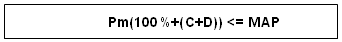 Pm(100%+(C+D)) <= MAP